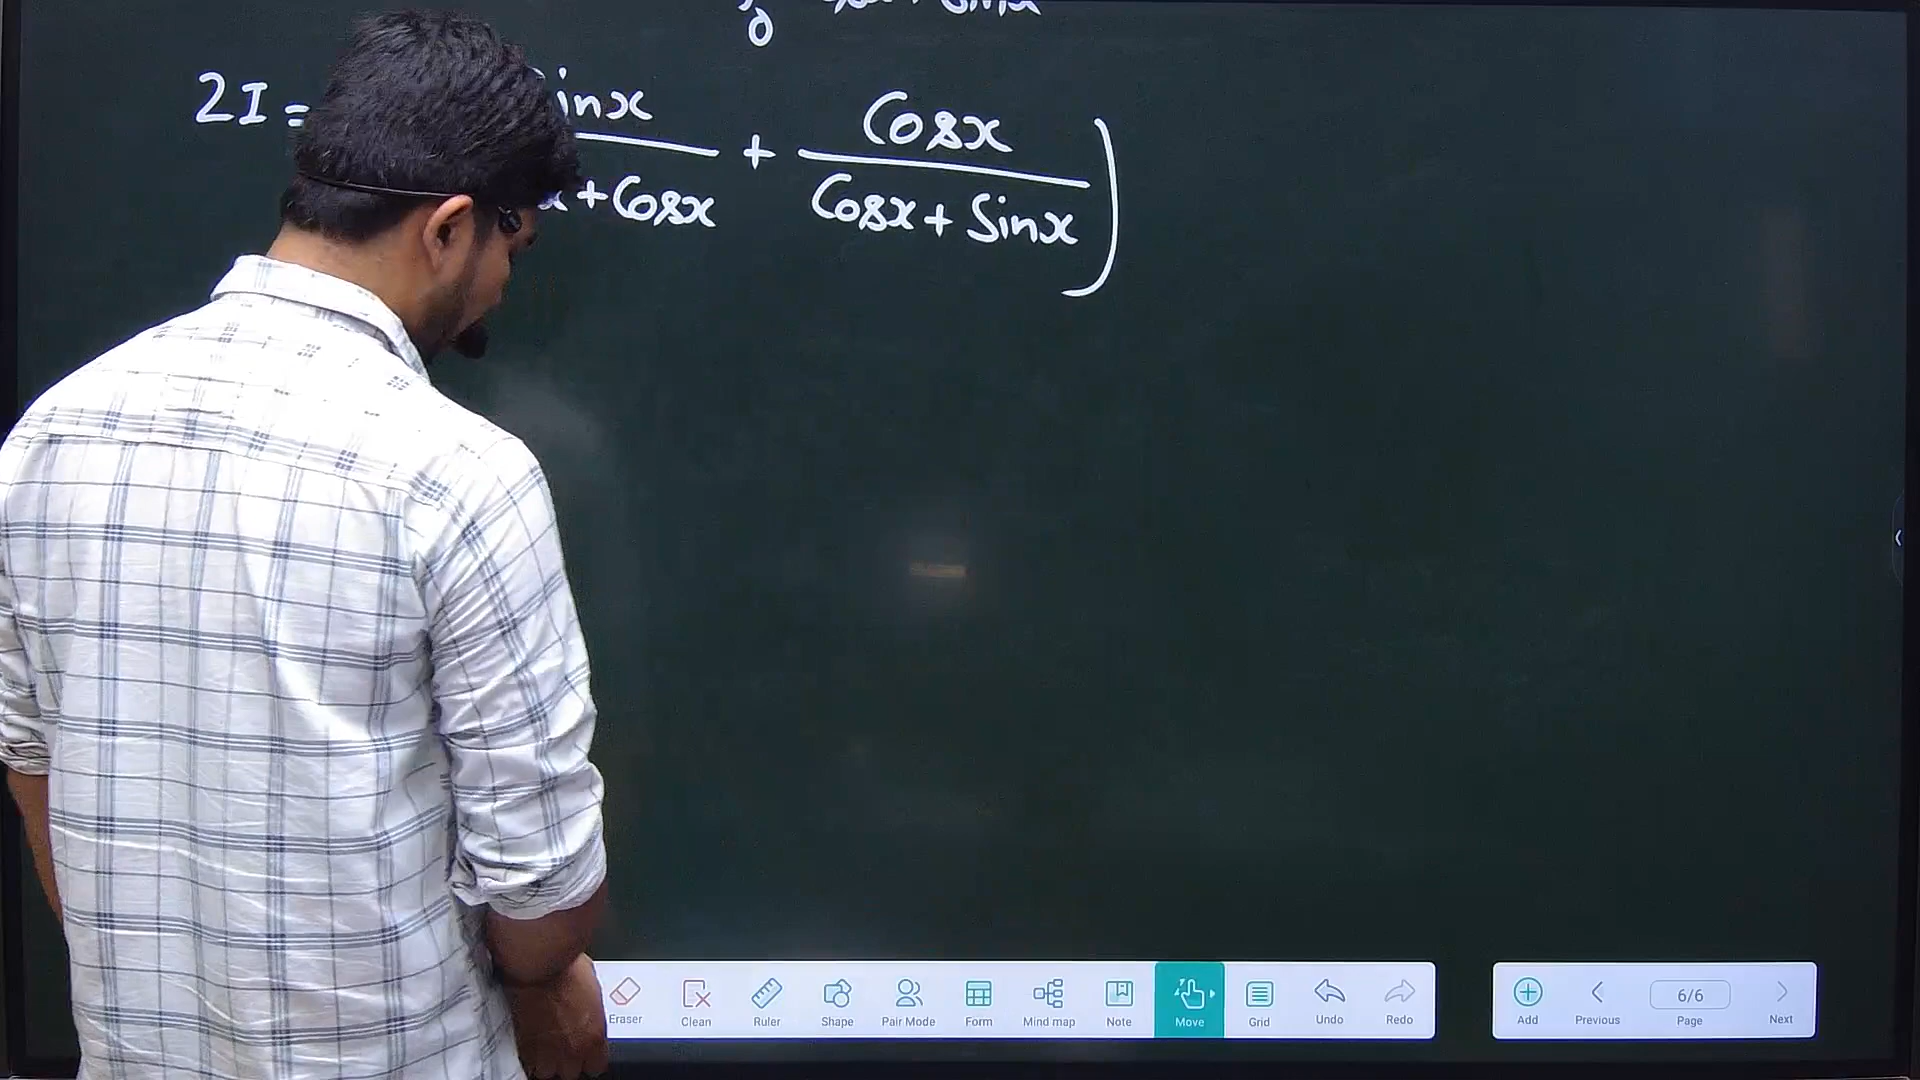 2I = inx + Cosx
+Cosx Cosx + Sinx )
Eraser Clean Ruler Shape Pair Mode Form Mind map Note Move Grid Undo Redo Add Previous 6/6 Page Next